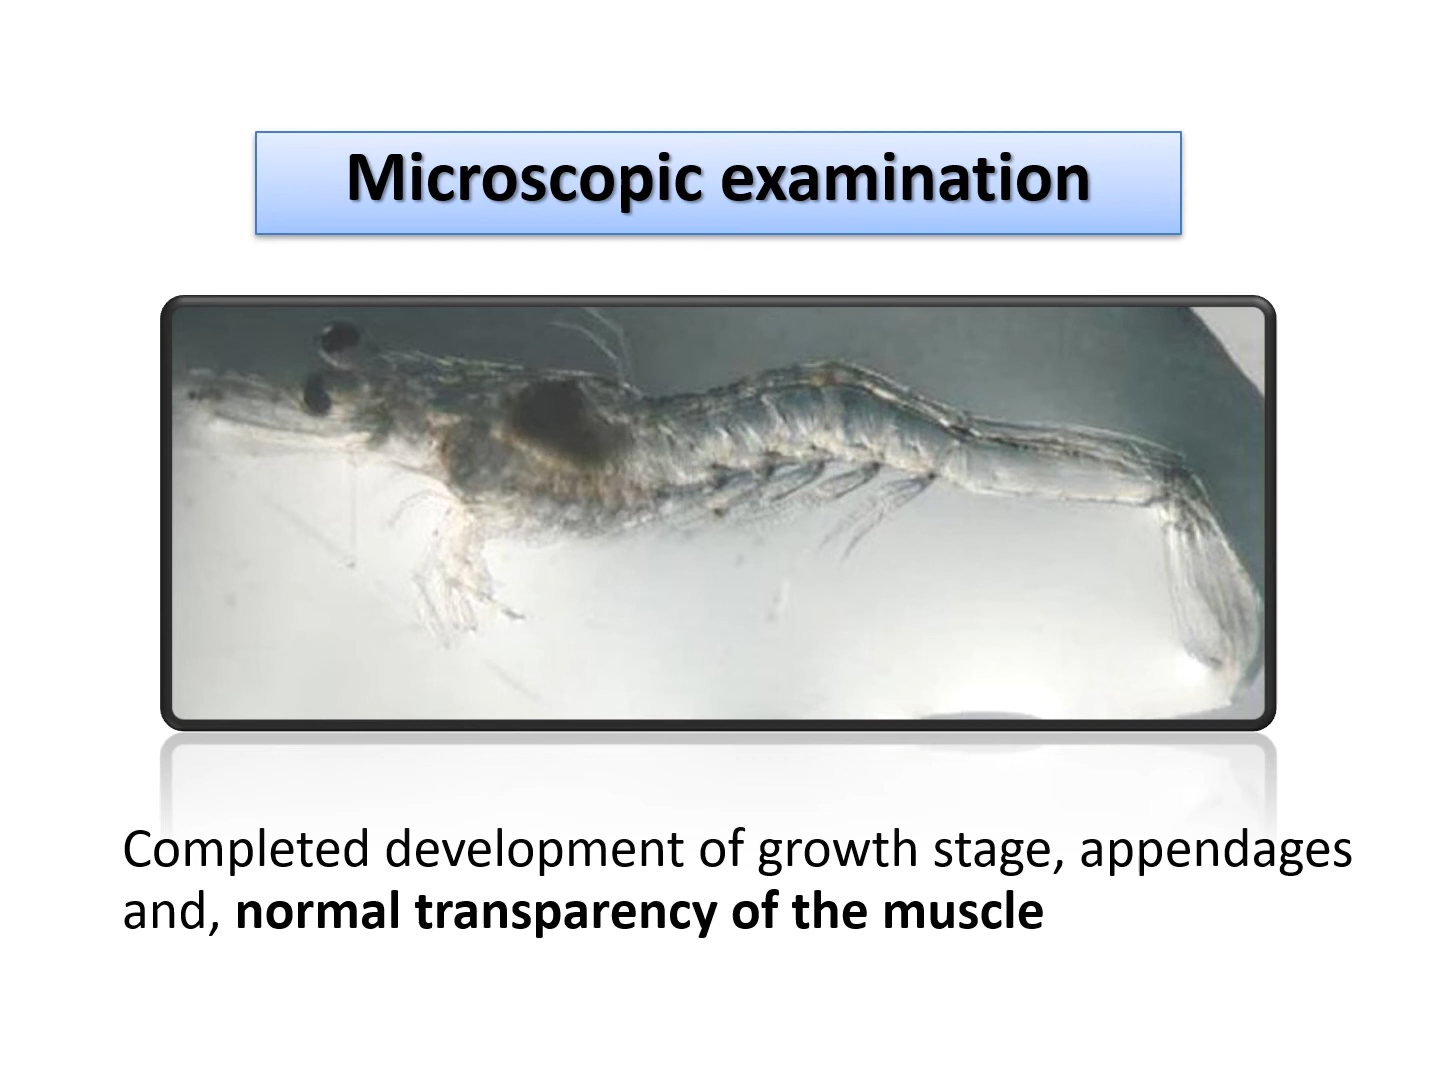 Microscopic examination
Completed development of growth stage, appendages
and, normal transparency of the muscle